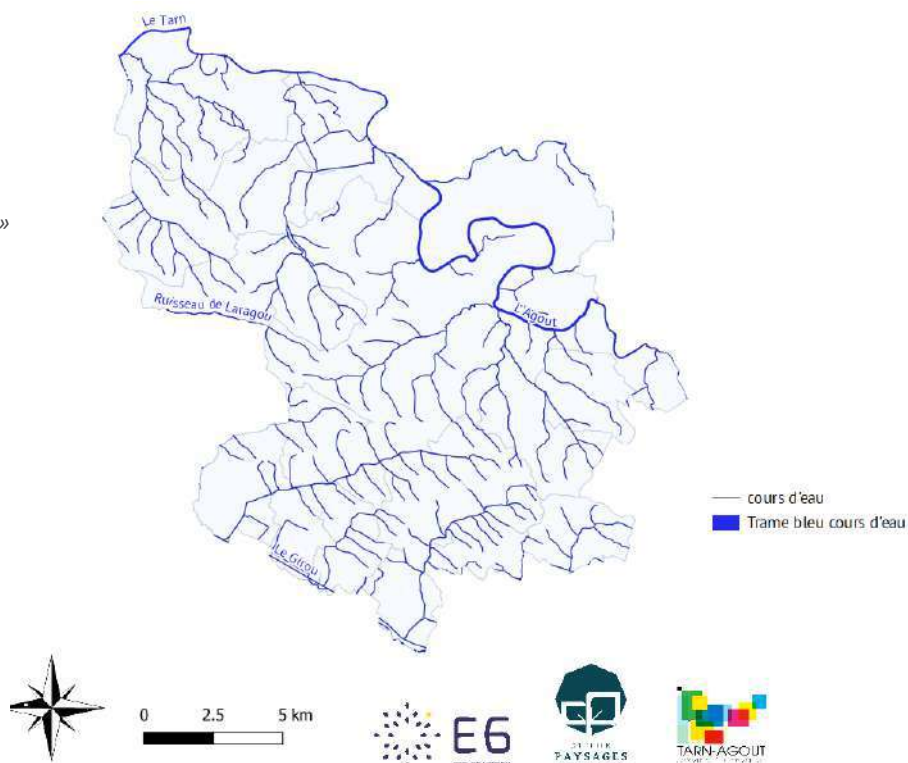 Le Tarn
»
Ruisseau de Laragou
L'Agout
Le Girou
cours d'eau
Trame bleu cours d'eau
0 2.5 5 km
E6
PAYSAGES
TARN-AGOUT